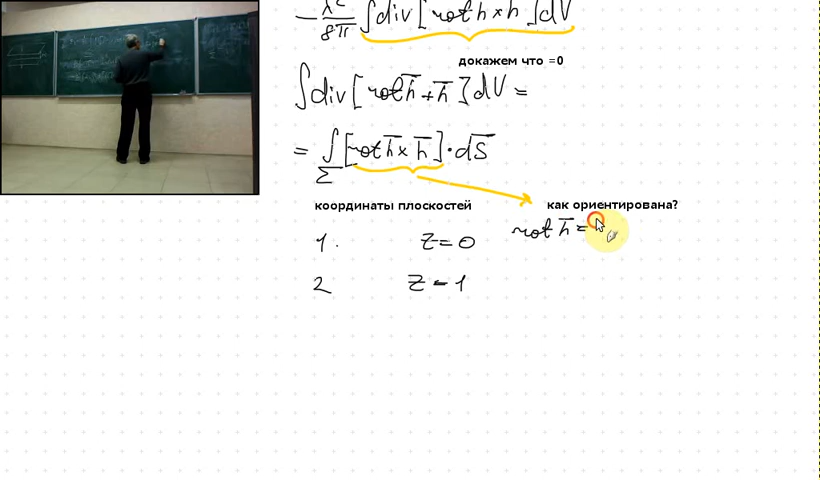 − λ² / 8π ∫ div [ rot h × h ] dV
докажем что =0
∫ div [ rot h̅ + h̅ ] dV =
= ∫_Σ [ rot h̅ × h̅ ] · dS̅
координаты плоскостей
как ориентирована?
rot h̅ =
1. z = 0
2 z = 1